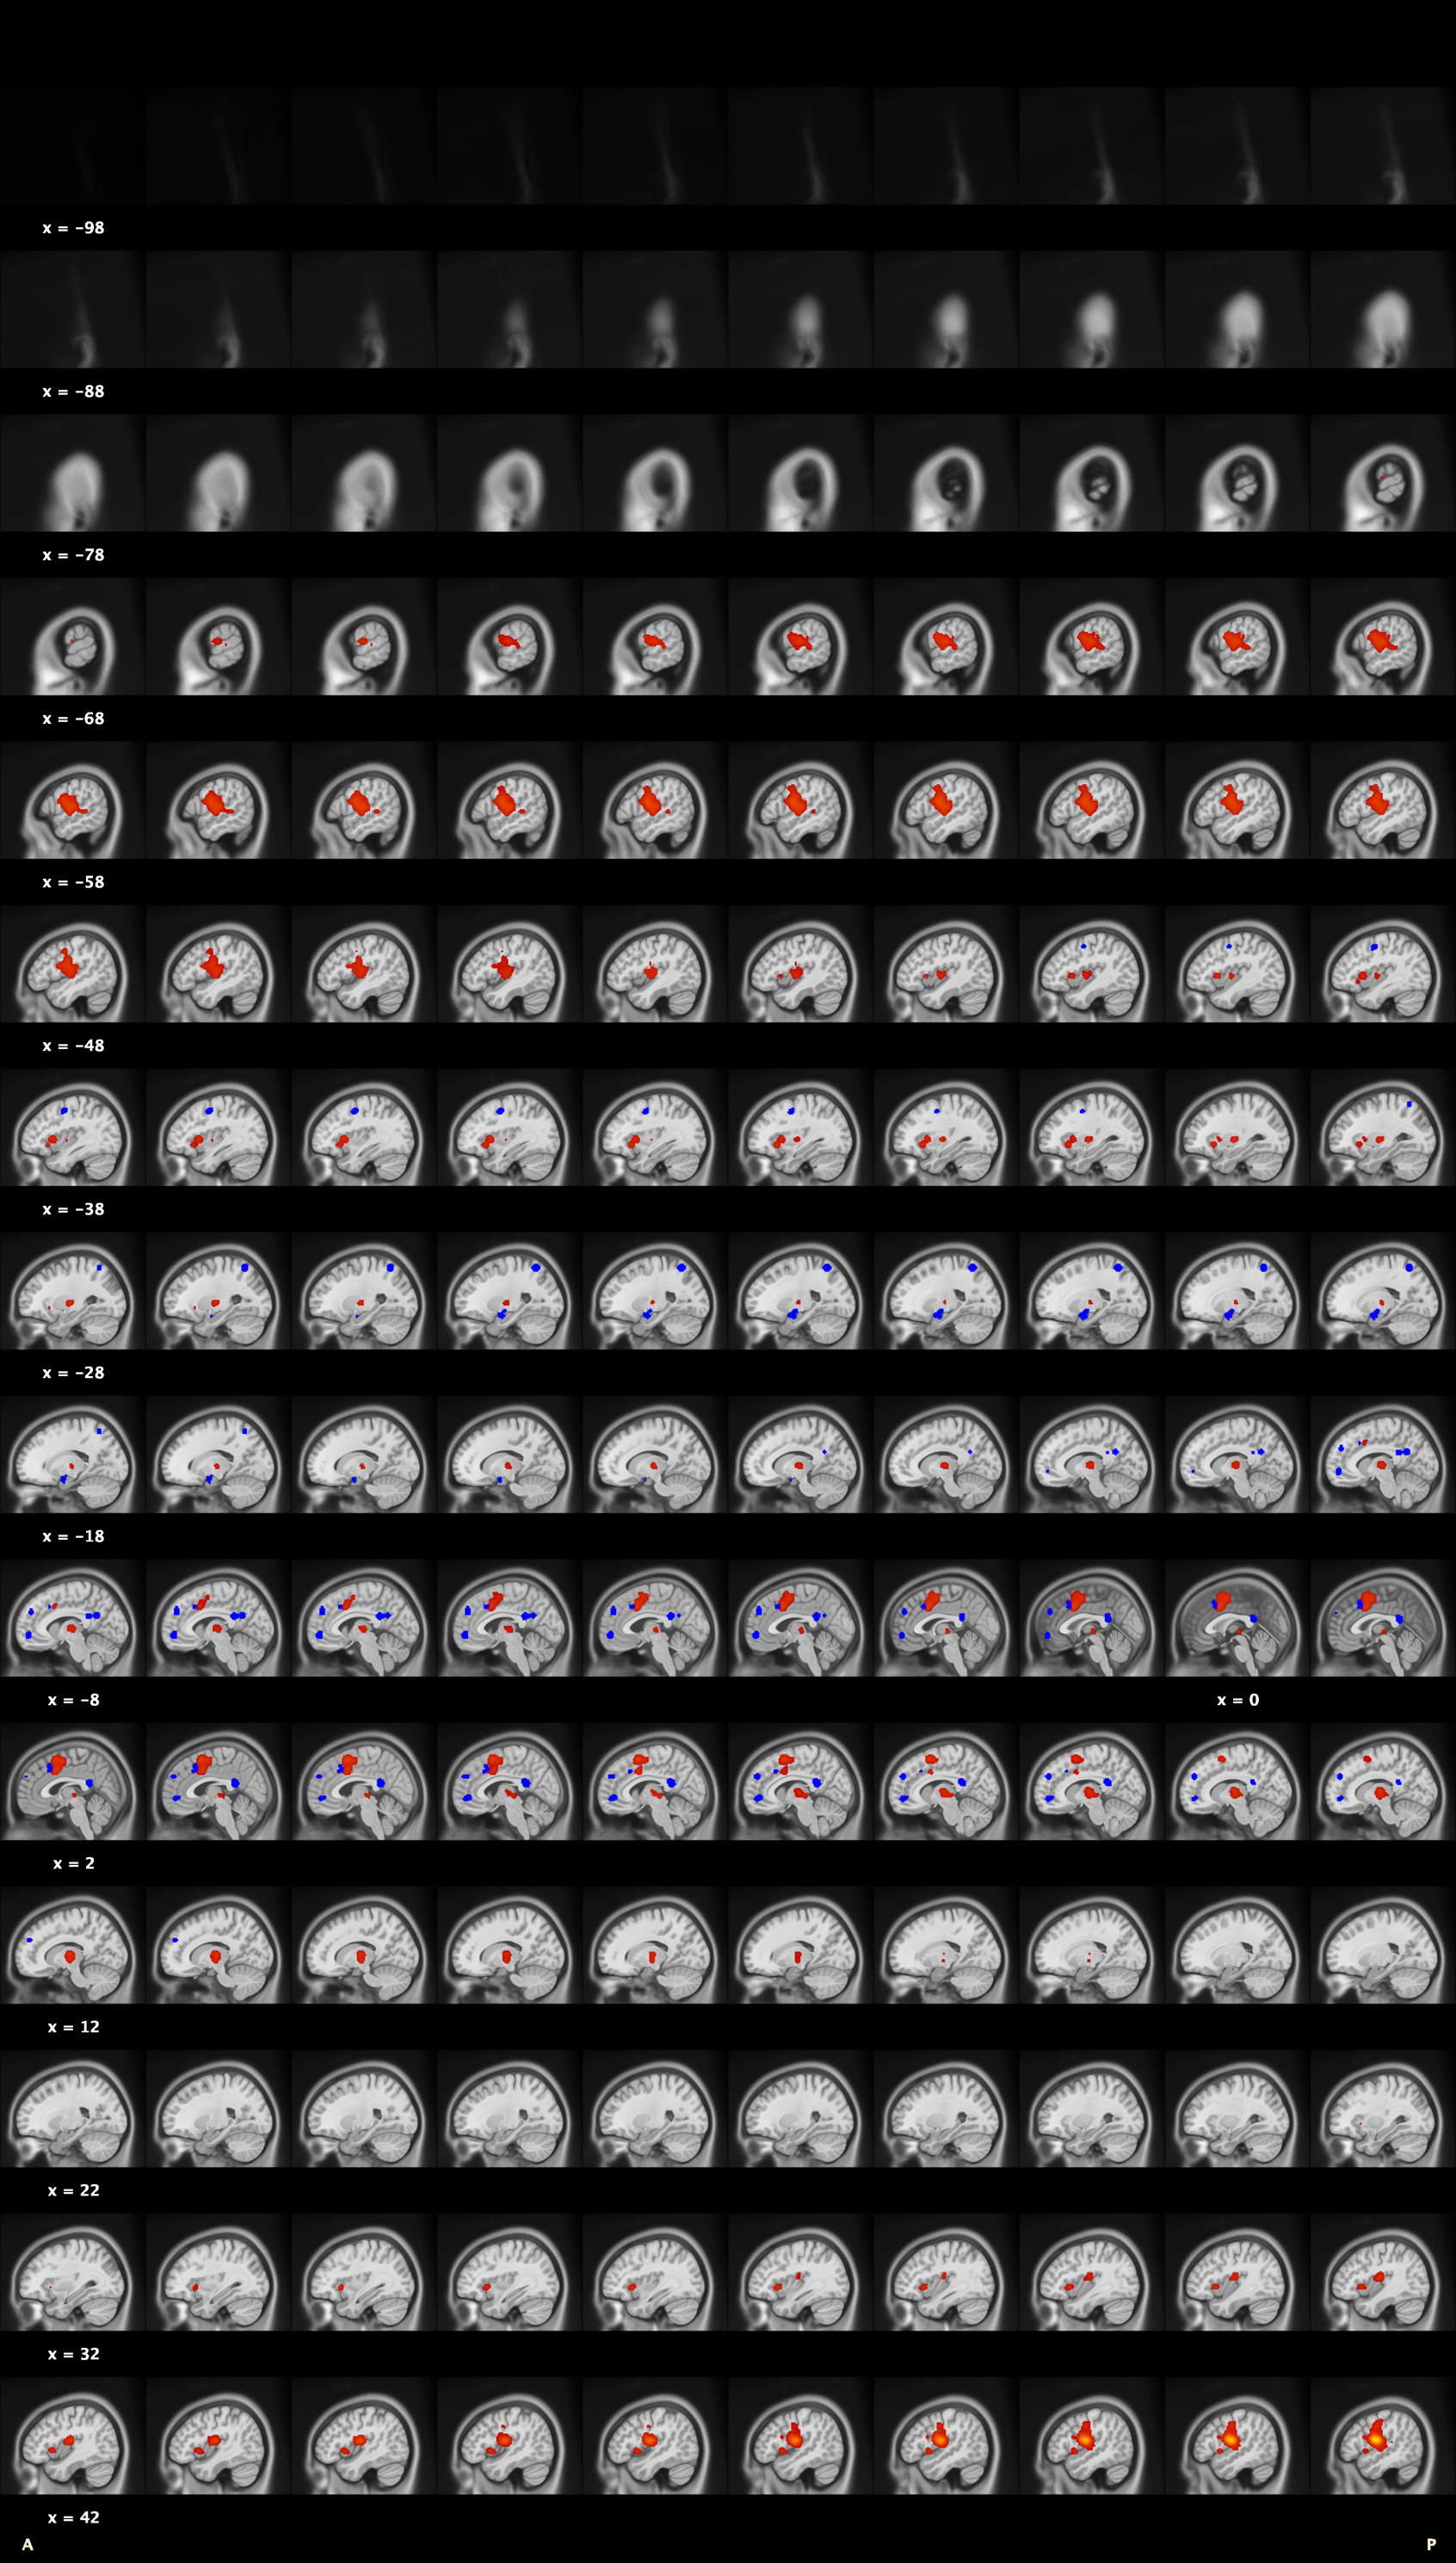 x = −98
x = −88
x = −78
x = −68
x = −58
x = −48
x = −38
x = −28
x = −18
x = −8 x = 0
x = 2
x = 12
x = 22
x = 32
x = 42
A P